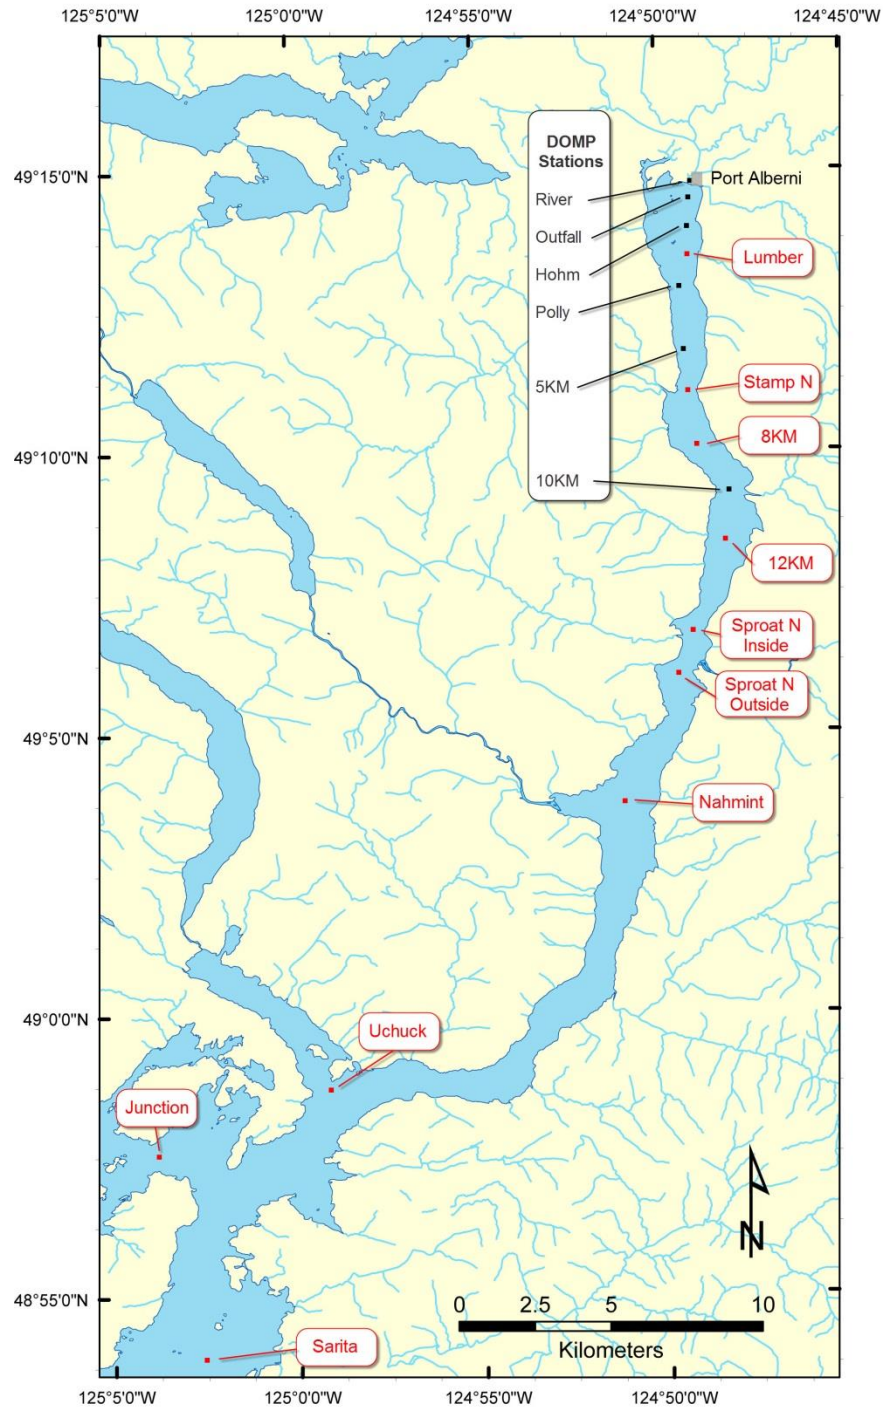 125°5'0"W 125°0'0"W 124°55'0"W 124°50'0"W 124°45'0"W
DOMP
Stations
49°15'0"N
Port Alberni
River
Outfall
Lumber
Hohm
Polly
Stamp N
5KM
8KM
49°10'0"N
10KM
12KM
Sproat N
Inside
Sproat N
Outside
49°5'0"N
Nahmint
49°0'0"N
Uchuck
Junction
N
48°55'0"N
0 2.5 5 10
Kilometers
Sarita
125°5'0"W 125°0'0"W 124°55'0"W 124°50'0"W